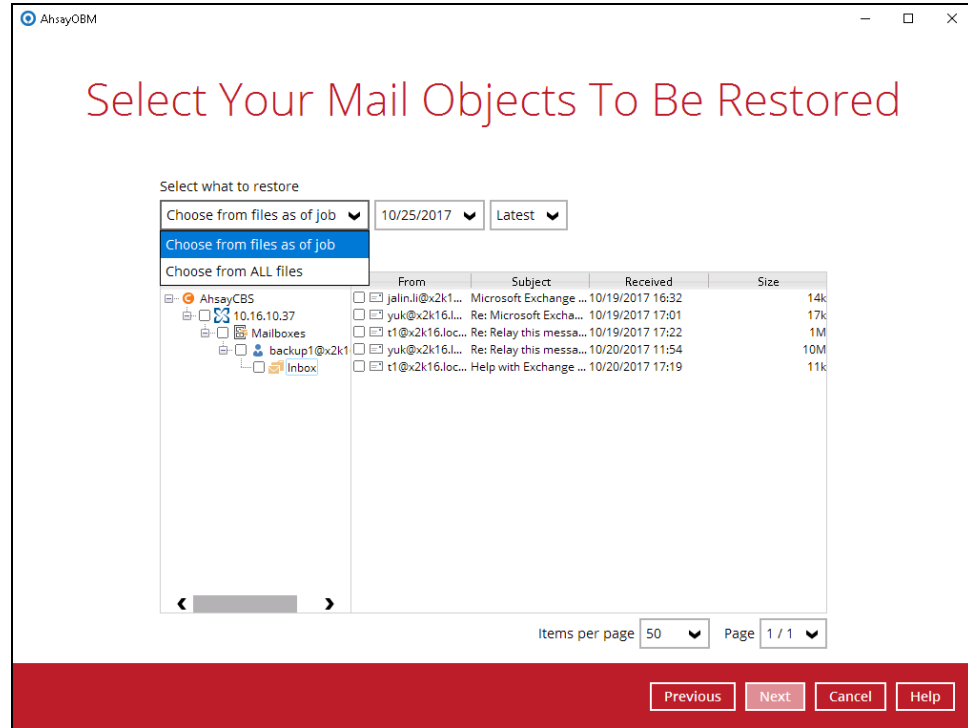 AhsayOBM
Select Your Mail Objects To Be Restored
Select what to restore
Choose from files as of job 10/25/2017 Latest
Choose from files as of job
Choose from ALL files
From Subject Received Size
AhsayCBS
10.16.10.37
Mailboxes
backup1@x2k1
Inbox
jalin.li@x2k1... Microsoft Exchange ... 10/19/2017 16:32 14k
yuk@x2k16.l... Re: Microsoft Excha... 10/19/2017 17:01 17k
t1@x2k16.loc... Re: Relay this messa... 10/19/2017 17:22 1M
yuk@x2k16.l... Re: Relay this messa... 10/20/2017 11:54 10M
t1@x2k16.loc... Help with Exchange ... 10/20/2017 17:19 11k
Items per page 50 Page 1 / 1
Previous Next Cancel Help